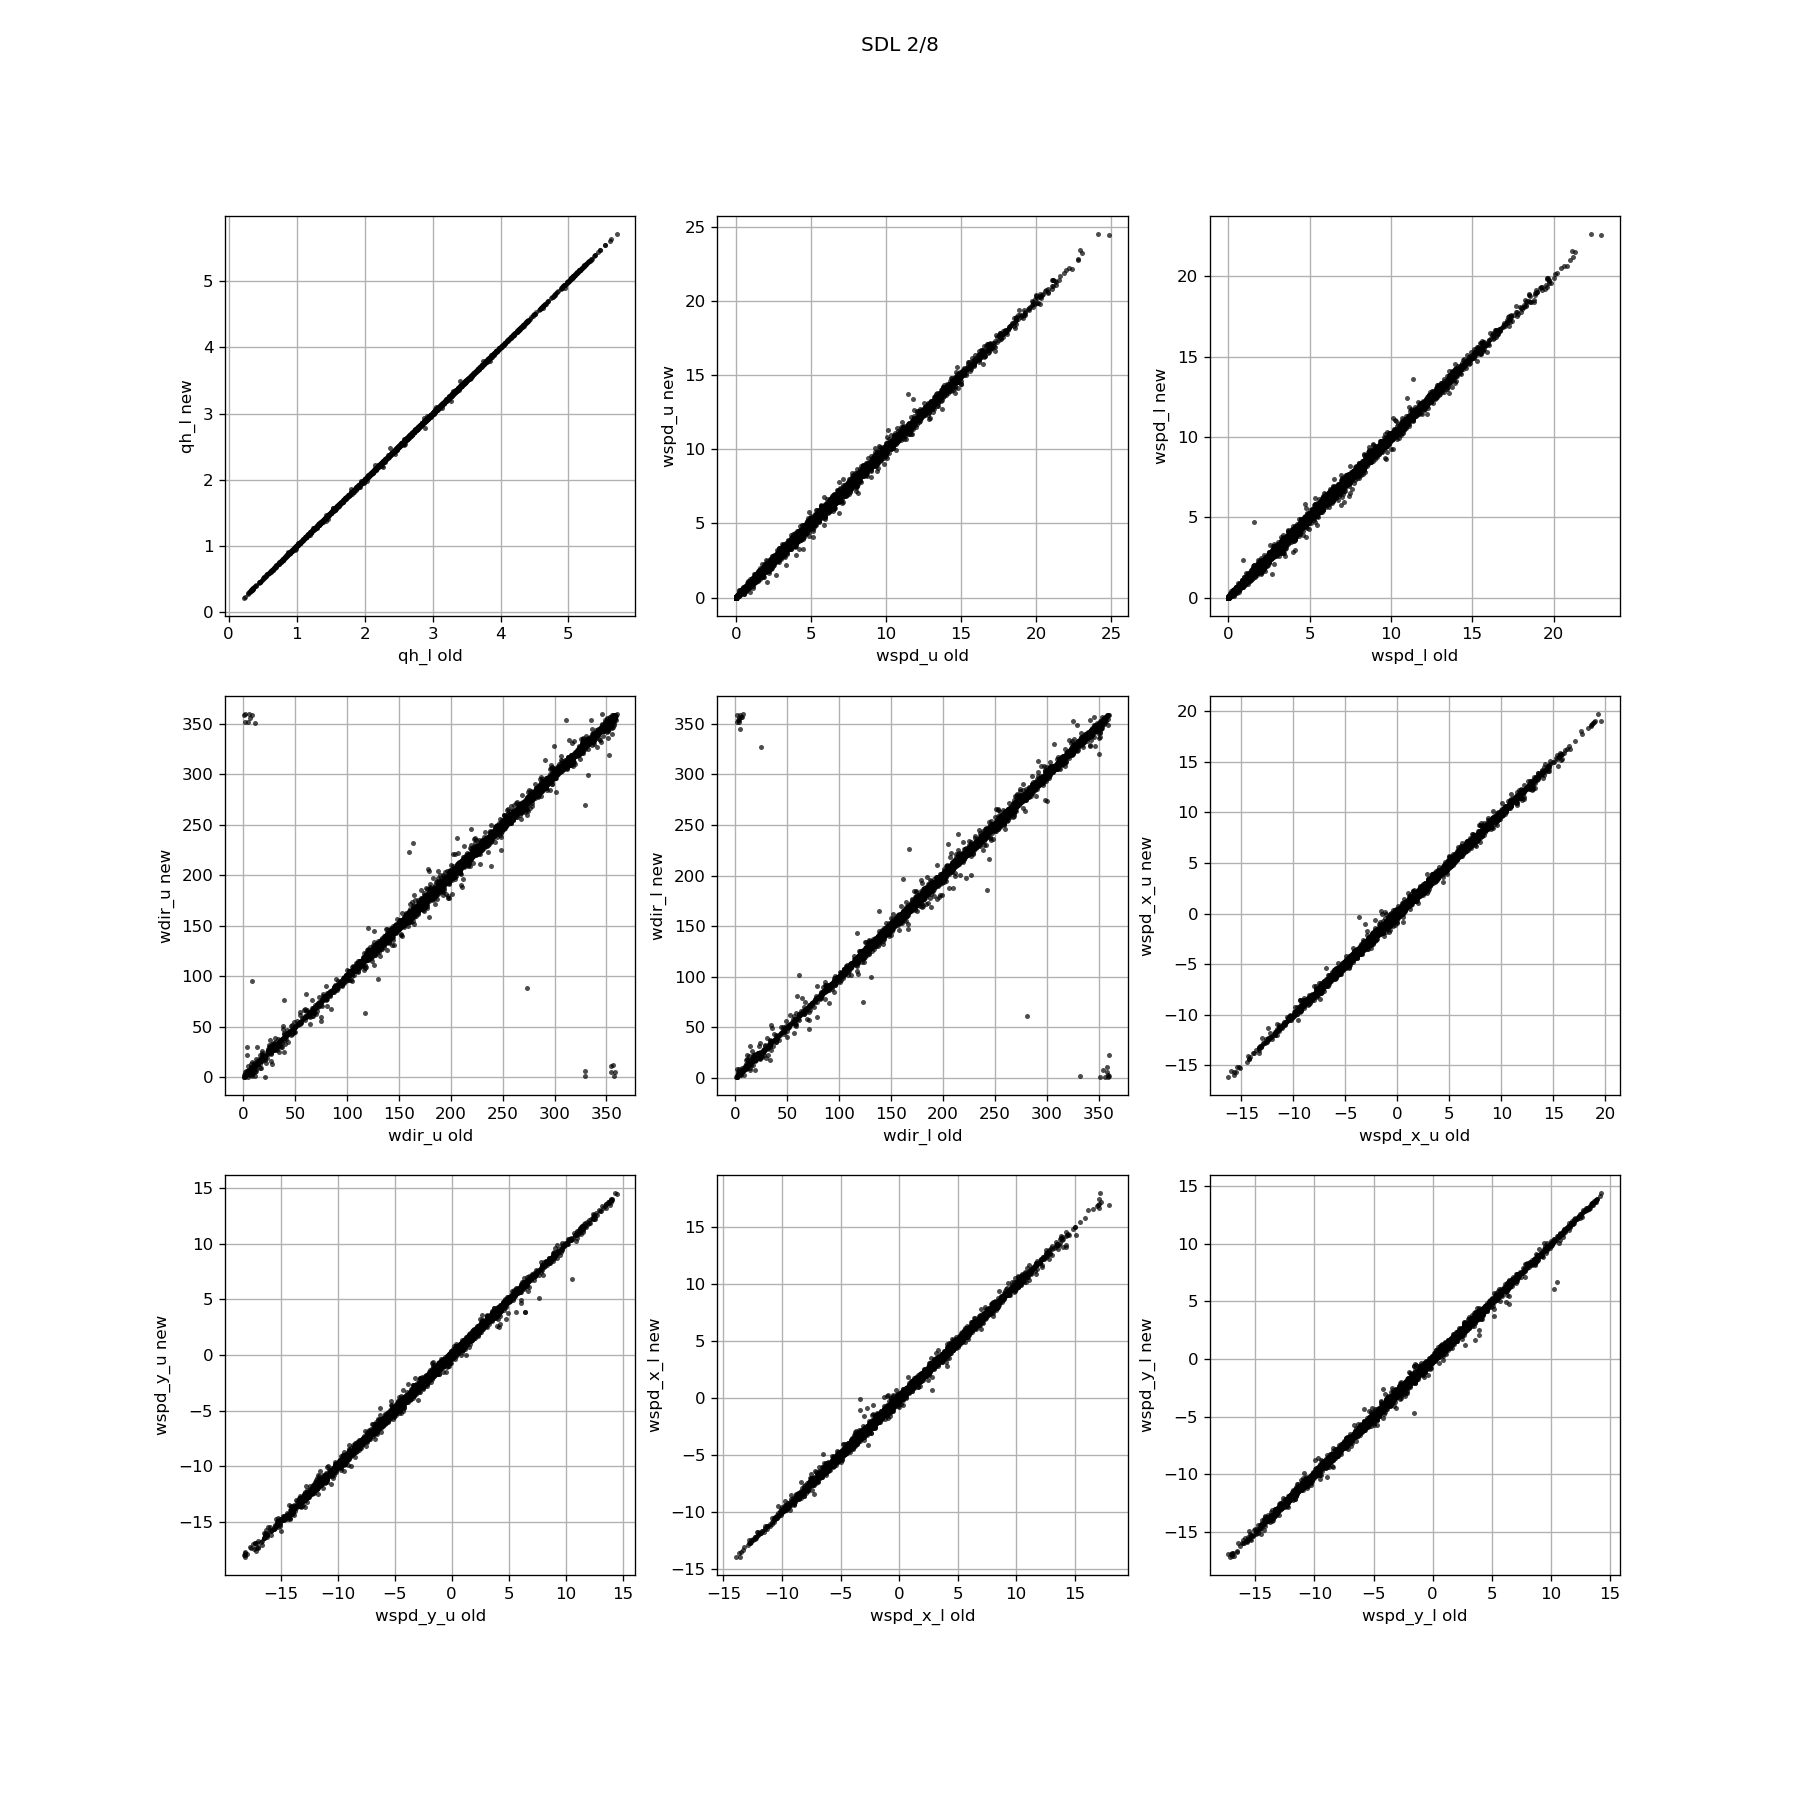 SDL 2/8
qh_l new
5
4
3
2
1
0
0 1 2 3 4 5
qh_l old
wspd_u new
25
20
15
10
5
0
0 5 10 15 20 25
wspd_u old
wspd_l new
20
15
10
5
0
0 5 10 15 20
wspd_l old
wdir_u new
350
300
250
200
150
100
50
0
0 50 100 150 200 250 300 350
wdir_u old
wdir_l new
350
300
250
200
150
100
50
0
0 50 100 150 200 250 300 350
wdir_l old
wspd_x_u new
20
15
10
5
0
−5
−10
−15
−15 −10 −5 0 5 10 15 20
wspd_x_u old
wspd_y_u new
15
10
5
0
−5
−10
−15
−15 −10 −5 0 5 10 15
wspd_y_u old
wspd_x_l new
15
10
5
0
−5
−10
−15
−15 −10 −5 0 5 10 15
wspd_x_l old
wspd_y_l new
15
10
5
0
−5
−10
−15
−15 −10 −5 0 5 10 15
wspd_y_l old